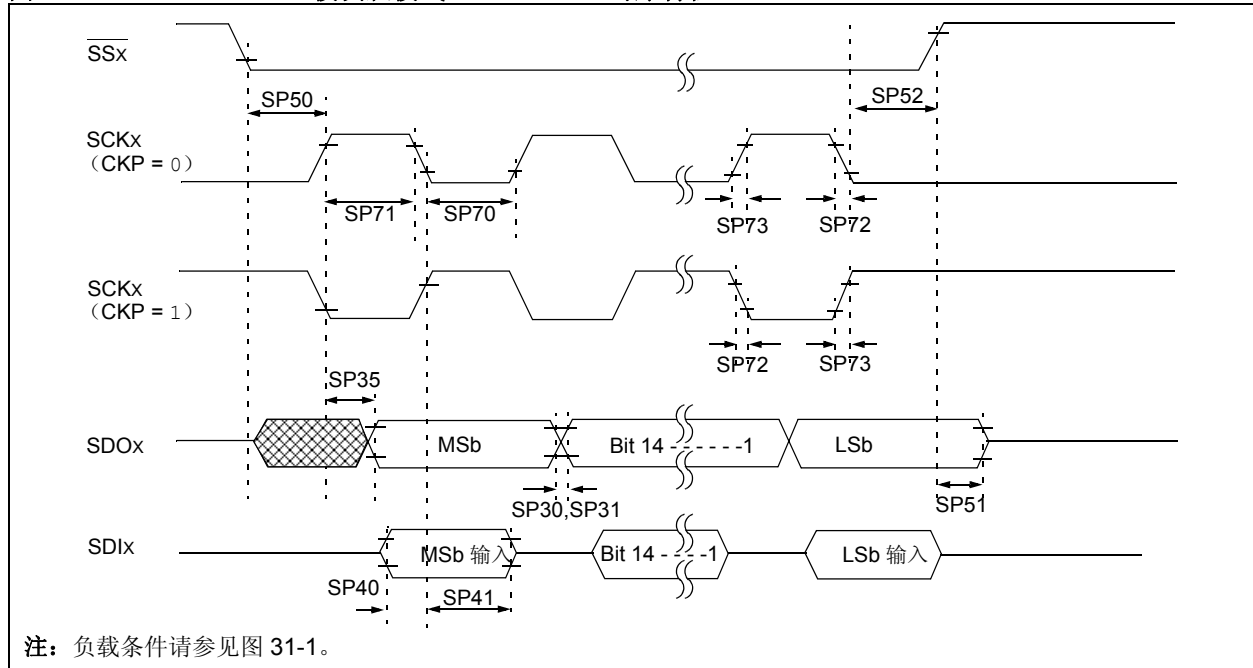 SSx
SP50
SP52
SCKx
（CKP = 0）
SP71
SP70
SP73
SP72
SCKx
（CKP = 1）
SP72
SP73
SP35
SDOx
MSb
Bit 14 - - - - - -1
LSb
SP30,SP31
SP51
SDIx
MSb 输入
Bit 14 - - - -1
LSb 输入
SP40
SP41
注：负载条件请参见图 31-1。